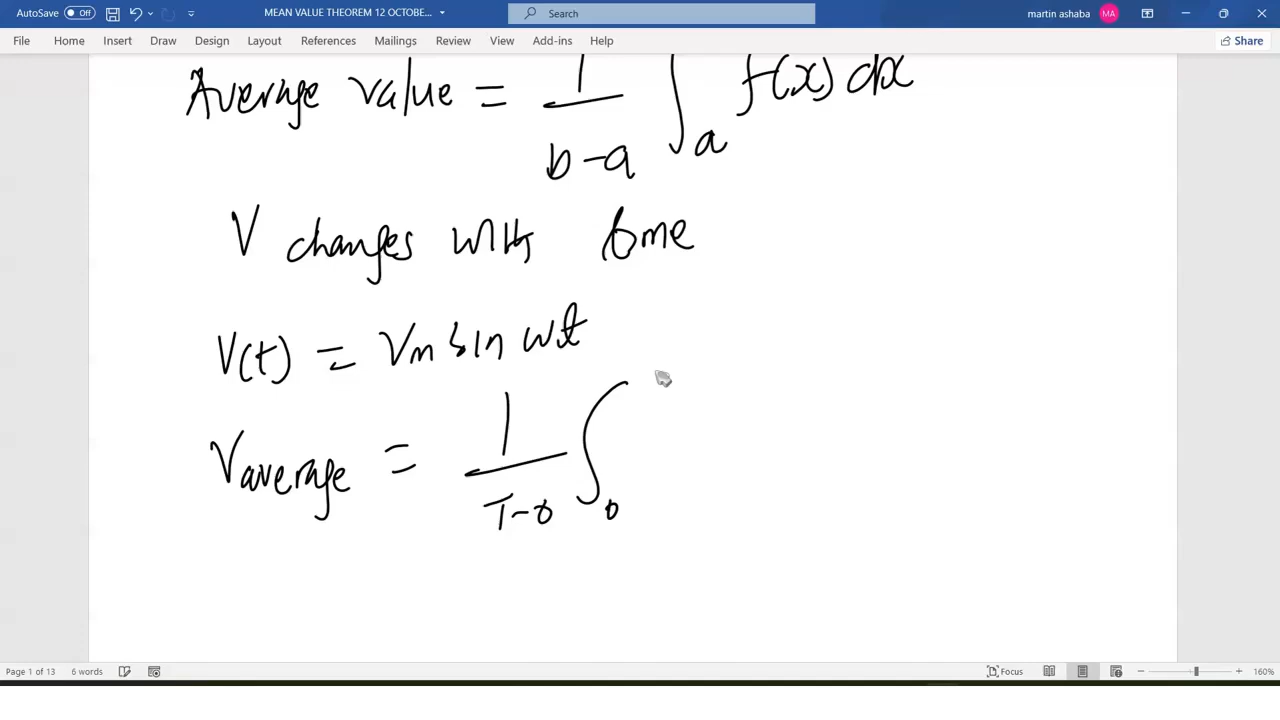 AutoSave Off MEAN VALUE THEOREM 12 OCTOBE... Search martin ashaba MA
File Home Insert Draw Design Layout References Mailings Review View Add-ins Help Share
Average value = 1/(b-a) ∫a f(x) dx
V changes with time
V(t) = Vm sin wt
Vaverage = 1/(T-0) ∫0
Page 1 of 13 6 words Focus 160%